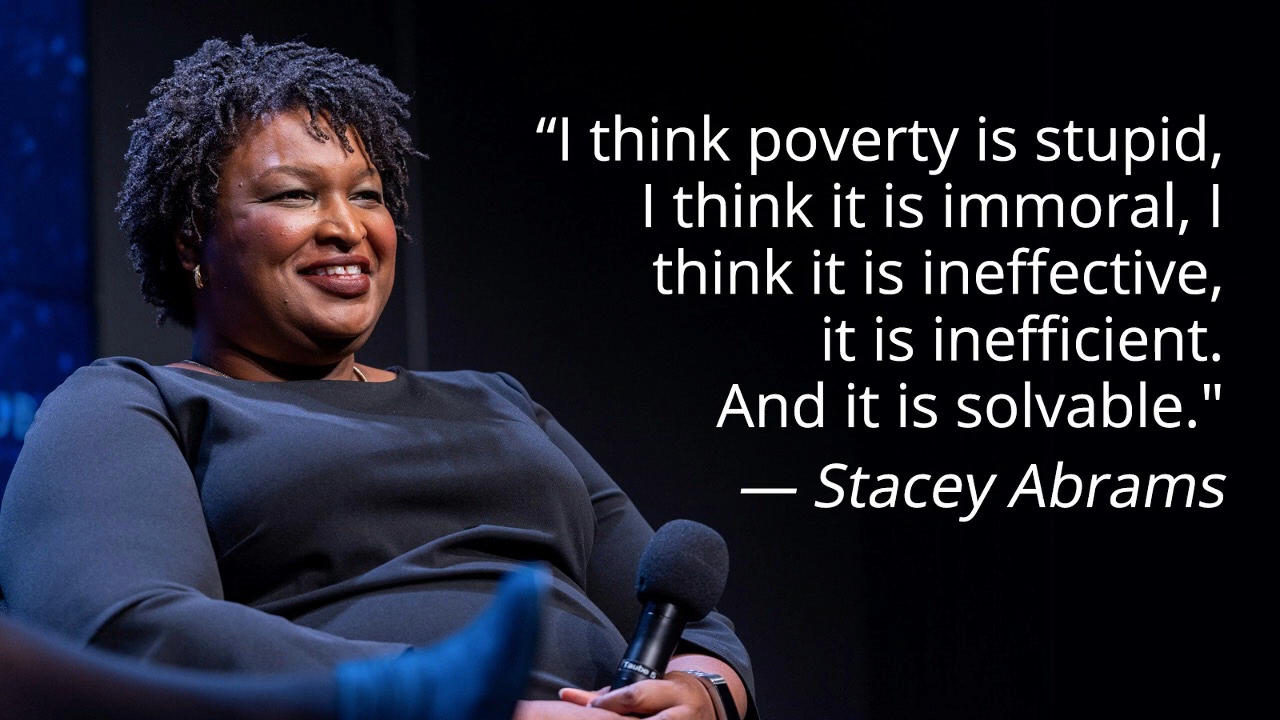 “I think poverty is stupid,
I think it is immoral, I
think it is ineffective,
it is inefficient.
And it is solvable."
— Stacey Abrams
Taube